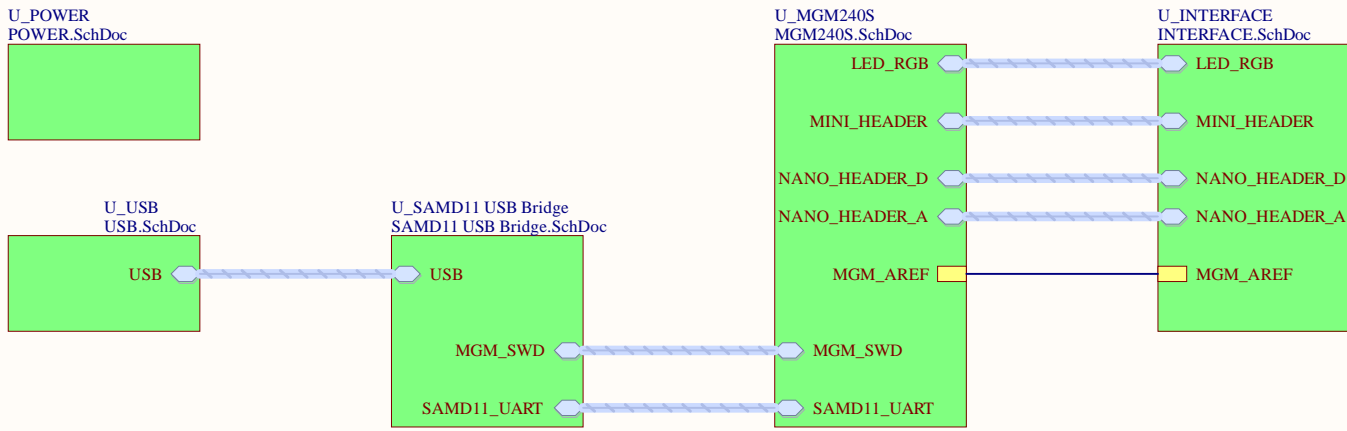 U_POWER
POWER.SchDoc
U_MGM240S
MGM240S.SchDoc
U_INTERFACE
INTERFACE.SchDoc
LED_RGB
LED_RGB
MINI_HEADER
MINI_HEADER
NANO_HEADER_D
NANO_HEADER_D
NANO_HEADER_A
NANO_HEADER_A
MGM_AREF
MGM_AREF
U_USB
USB.SchDoc
U_SAMD11 USB Bridge
SAMD11 USB Bridge.SchDoc
USB
USB
MGM_SWD
MGM_SWD
SAMD11_UART
SAMD11_UART